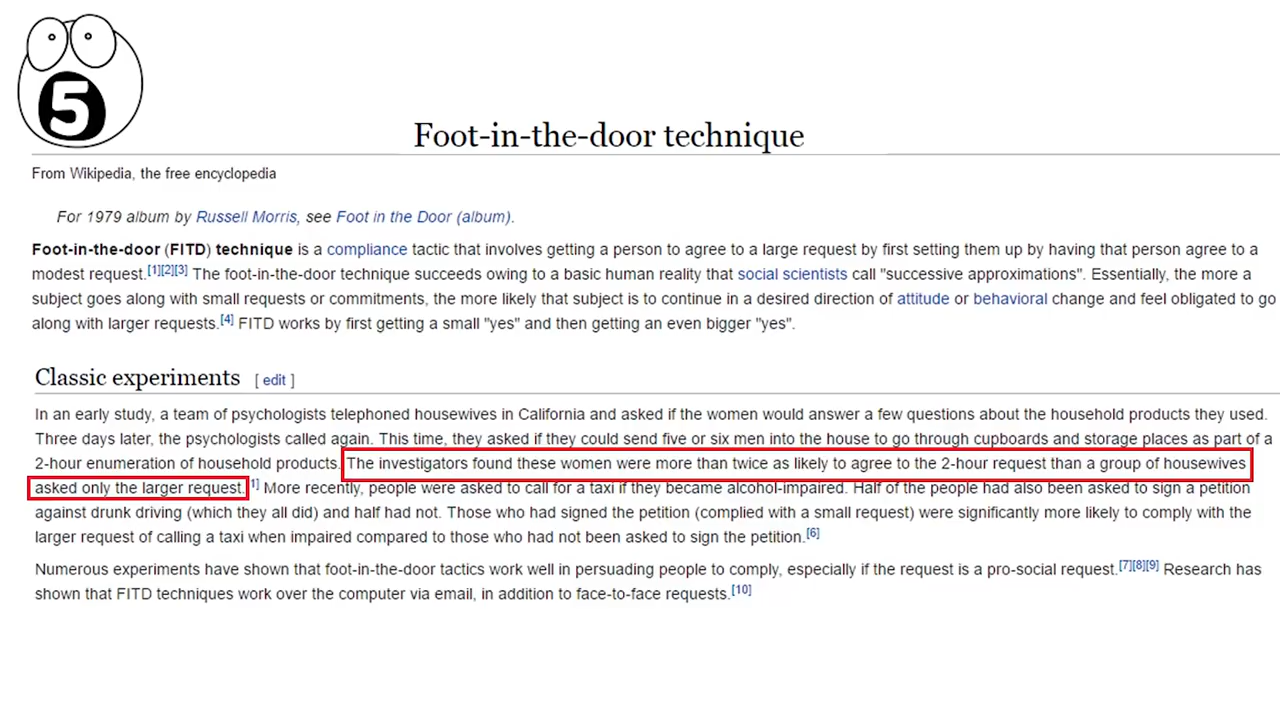 5
Foot-in-the-door technique
From Wikipedia, the free encyclopedia
For 1979 album by Russell Morris, see Foot in the Door (album).
Foot-in-the-door (FITD) technique is a compliance tactic that involves getting a person to agree to a large request by first setting them up by having that person agree to a
modest request.[1][2][3] The foot-in-the-door technique succeeds owing to a basic human reality that social scientists call "successive approximations". Essentially, the more a
subject goes along with small requests or commitments, the more likely that subject is to continue in a desired direction of attitude or behavioral change and feel obligated to go
along with larger requests.[4] FITD works by first getting a small "yes" and then getting an even bigger "yes".
Classic experiments [ edit ]
In an early study, a team of psychologists telephoned housewives in California and asked if the women would answer a few questions about the household products they used.
Three days later, the psychologists called again. This time, they asked if they could send five or six men into the house to go through cupboards and storage places as part of a
2-hour enumeration of household products. The investigators found these women were more than twice as likely to agree to the 2-hour request than a group of housewives
asked only the larger request. 1] More recently, people were asked to call for a taxi if they became alcohol-impaired. Half of the people had also been asked to sign a petition
against drunk driving (which they all did) and half had not. Those who had signed the petition (complied with a small request) were significantly more likely to comply with the
larger request of calling a taxi when impaired compared to those who had not been asked to sign the petition.[6]
Numerous experiments have shown that foot-in-the-door tactics work well in persuading people to comply, especially if the request is a pro-social request.[7][8][9] Research has
shown that FITD techniques work over the computer via email, in addition to face-to-face requests.[10]